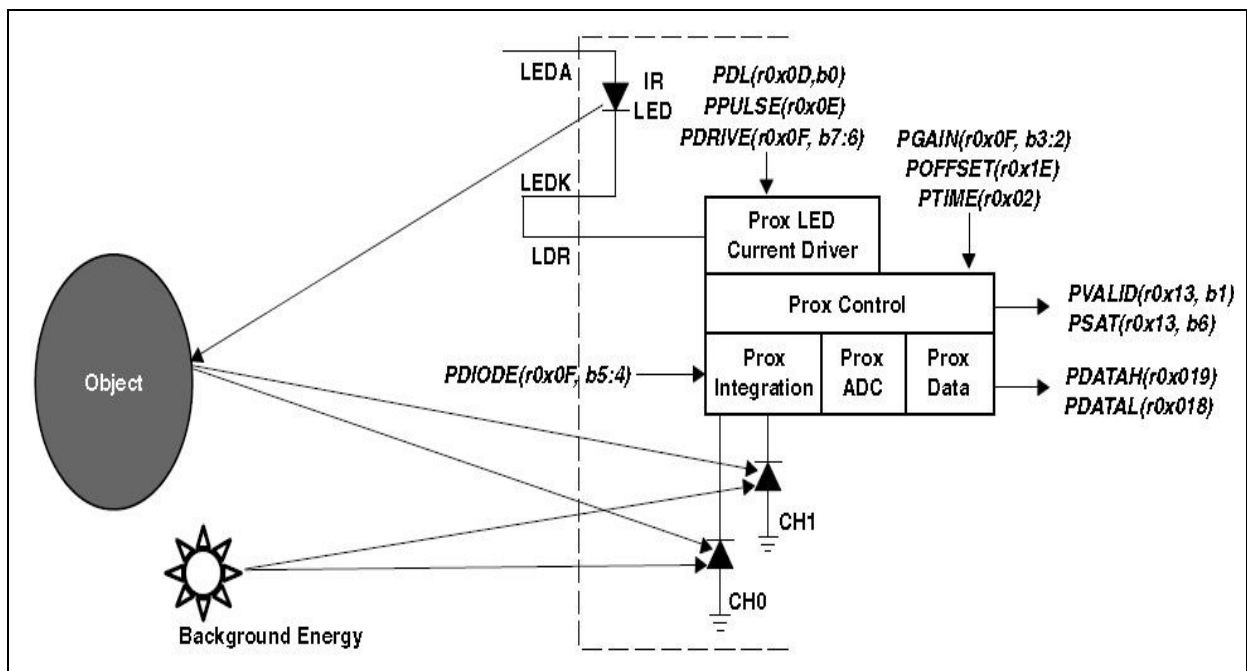 LEDA
IR
LED
LEDK
LDR
PDL(r0x0D,b0)
PPULSE(r0x0E)
PDRIVE(r0x0F, b7:6)
PGAIN(r0x0F, b3:2)
POFFSET(r0x1E)
PTIME(r0x02)
Prox LED
Current Driver
Prox Control
PVALID(r0x13, b1)
PSAT(r0x13, b6)
PDIODE(r0x0F, b5:4)
Prox
Integration
Prox
ADC
Prox
Data
PDATAH(r0x019)
PDATAL(r0x018)
Object
CH1
CH0
Background Energy